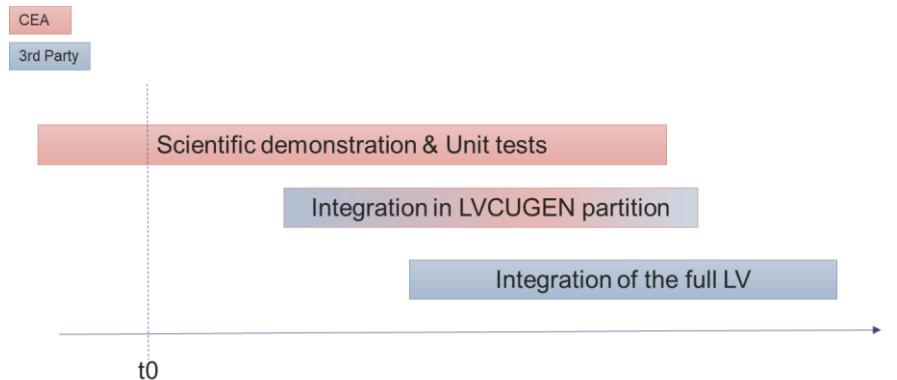 CEA
3rd Party
Scientific demonstration & Unit tests
Integration in LVCUGEN partition
Integration of the full LV
t0